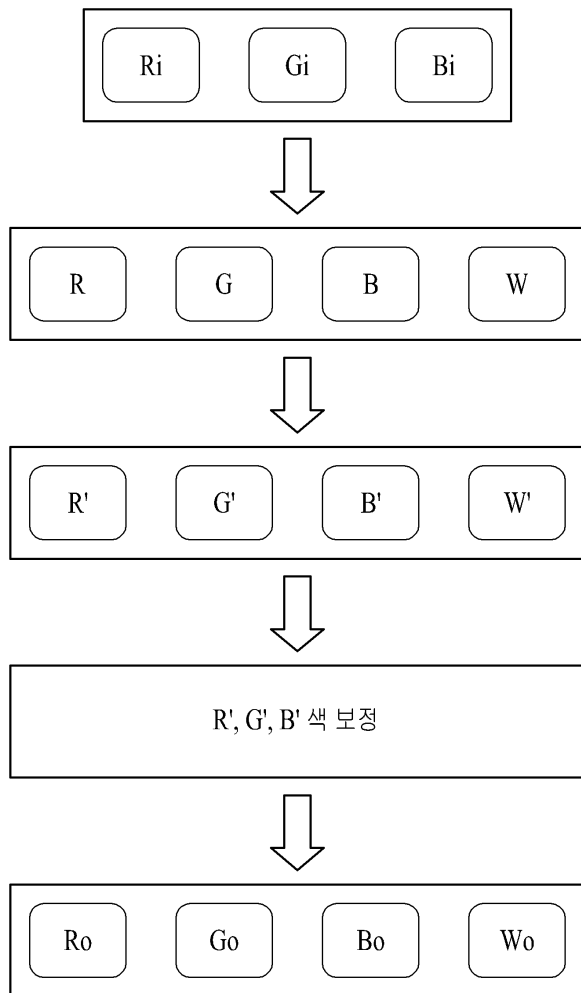 Ri Gi Bi
R G B W
R' G' B' W'
R', G', B' 색 보정
Ro Go Bo Wo